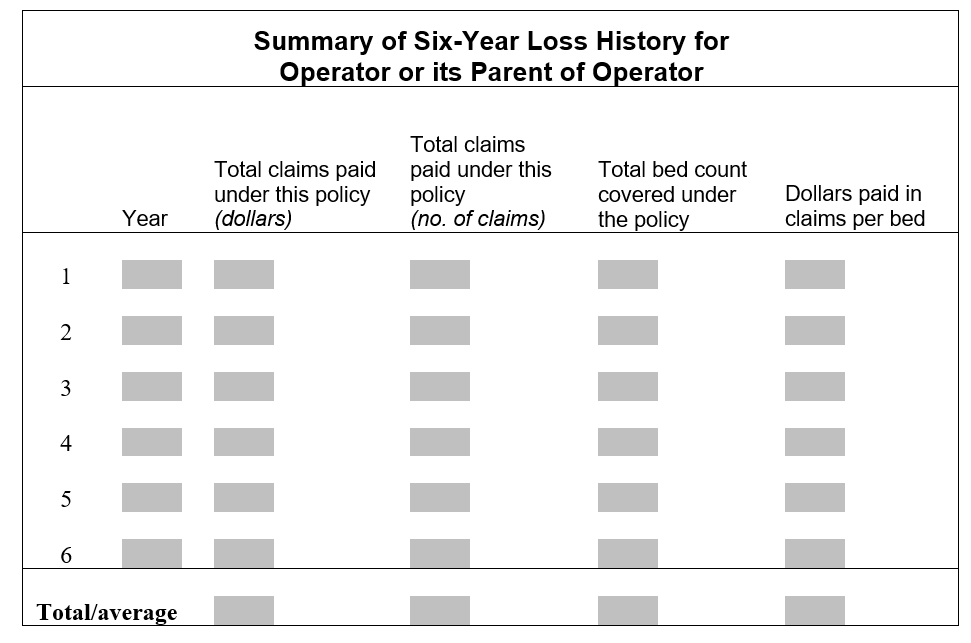 Summary of Six-Year Loss History for
Operator or its Parent of Operator
Year
Total claims paid
under this policy
(dollars)
Total claims
paid under this
policy
(no. of claims)
Total bed count
covered under
the policy
Dollars paid in
claims per bed
1
2
3
4
5
6
Total/average